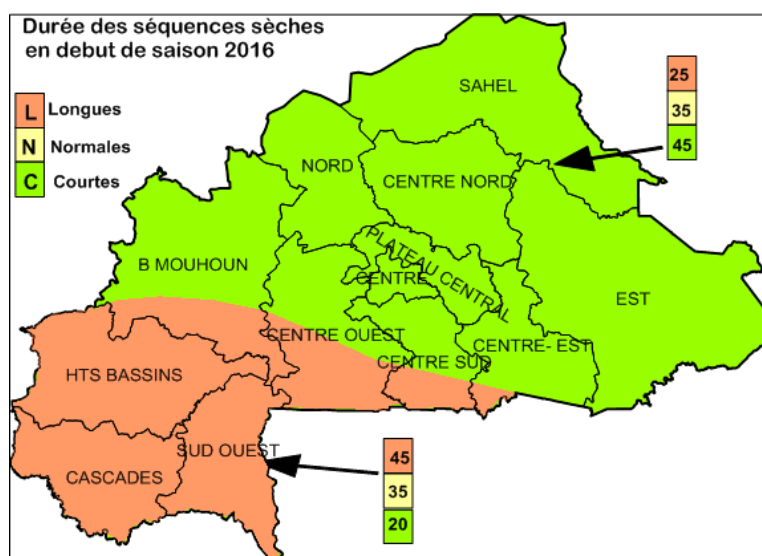 Durée des séquences sèches
en debut de saison 2016
L Longues
N Normales
C Courtes
25
35
45
SAHEL
NORD
CENTRE NORD
B MOUHOUN
PLATEAU CENTRAL
CENTRE
EST
CENTRE OUEST
CENTRE SUD
CENTRE- EST
HTS BASSINS
SUD OUEST
CASCADES
45
35
20